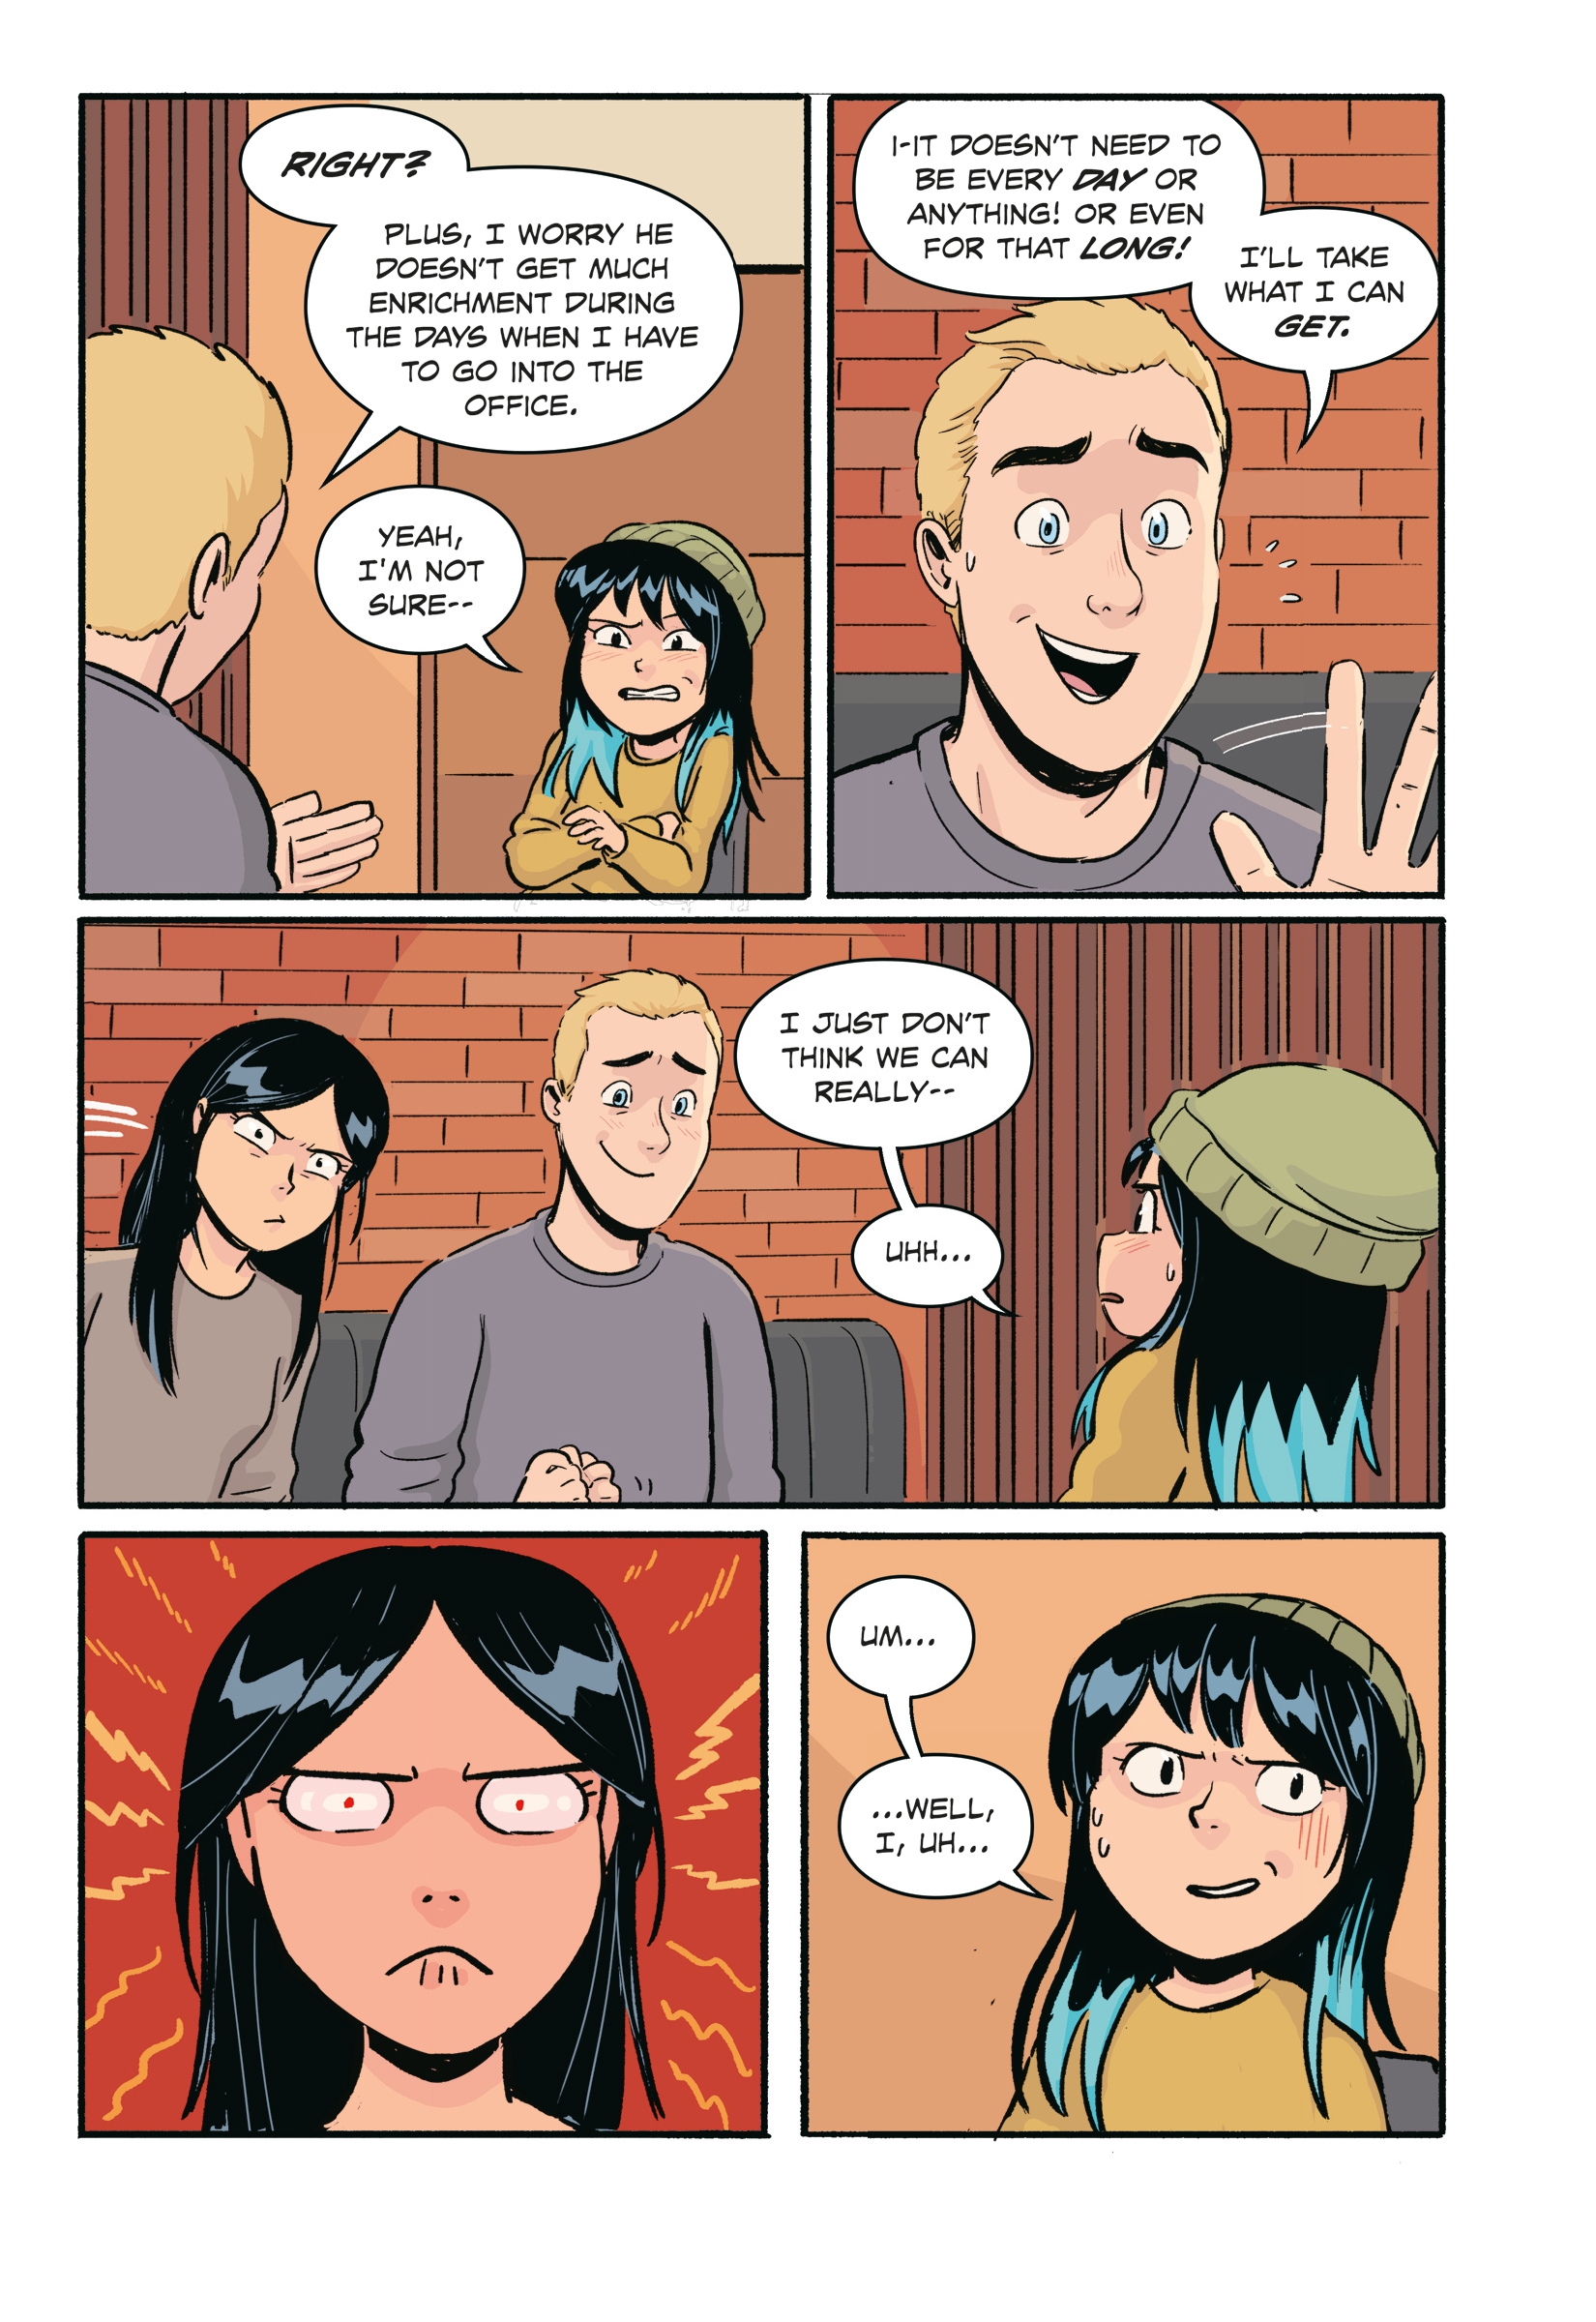 RIGHT?
PLUS, I WORRY HE
DOESN'T GET MUCH
ENRICHMENT DURING
THE DAYS WHEN I HAVE
TO GO INTO THE
OFFICE.
YEAH,
I'M NOT
SURE--
I-IT DOESN'T NEED TO
BE EVERY DAY OR
ANYTHING! OR EVEN
FOR THAT LONG!
I'LL TAKE
WHAT I CAN
GET.
I JUST DON'T
THINK WE CAN
REALLY--
UHH...
UM...
...WELL,
I, UH...